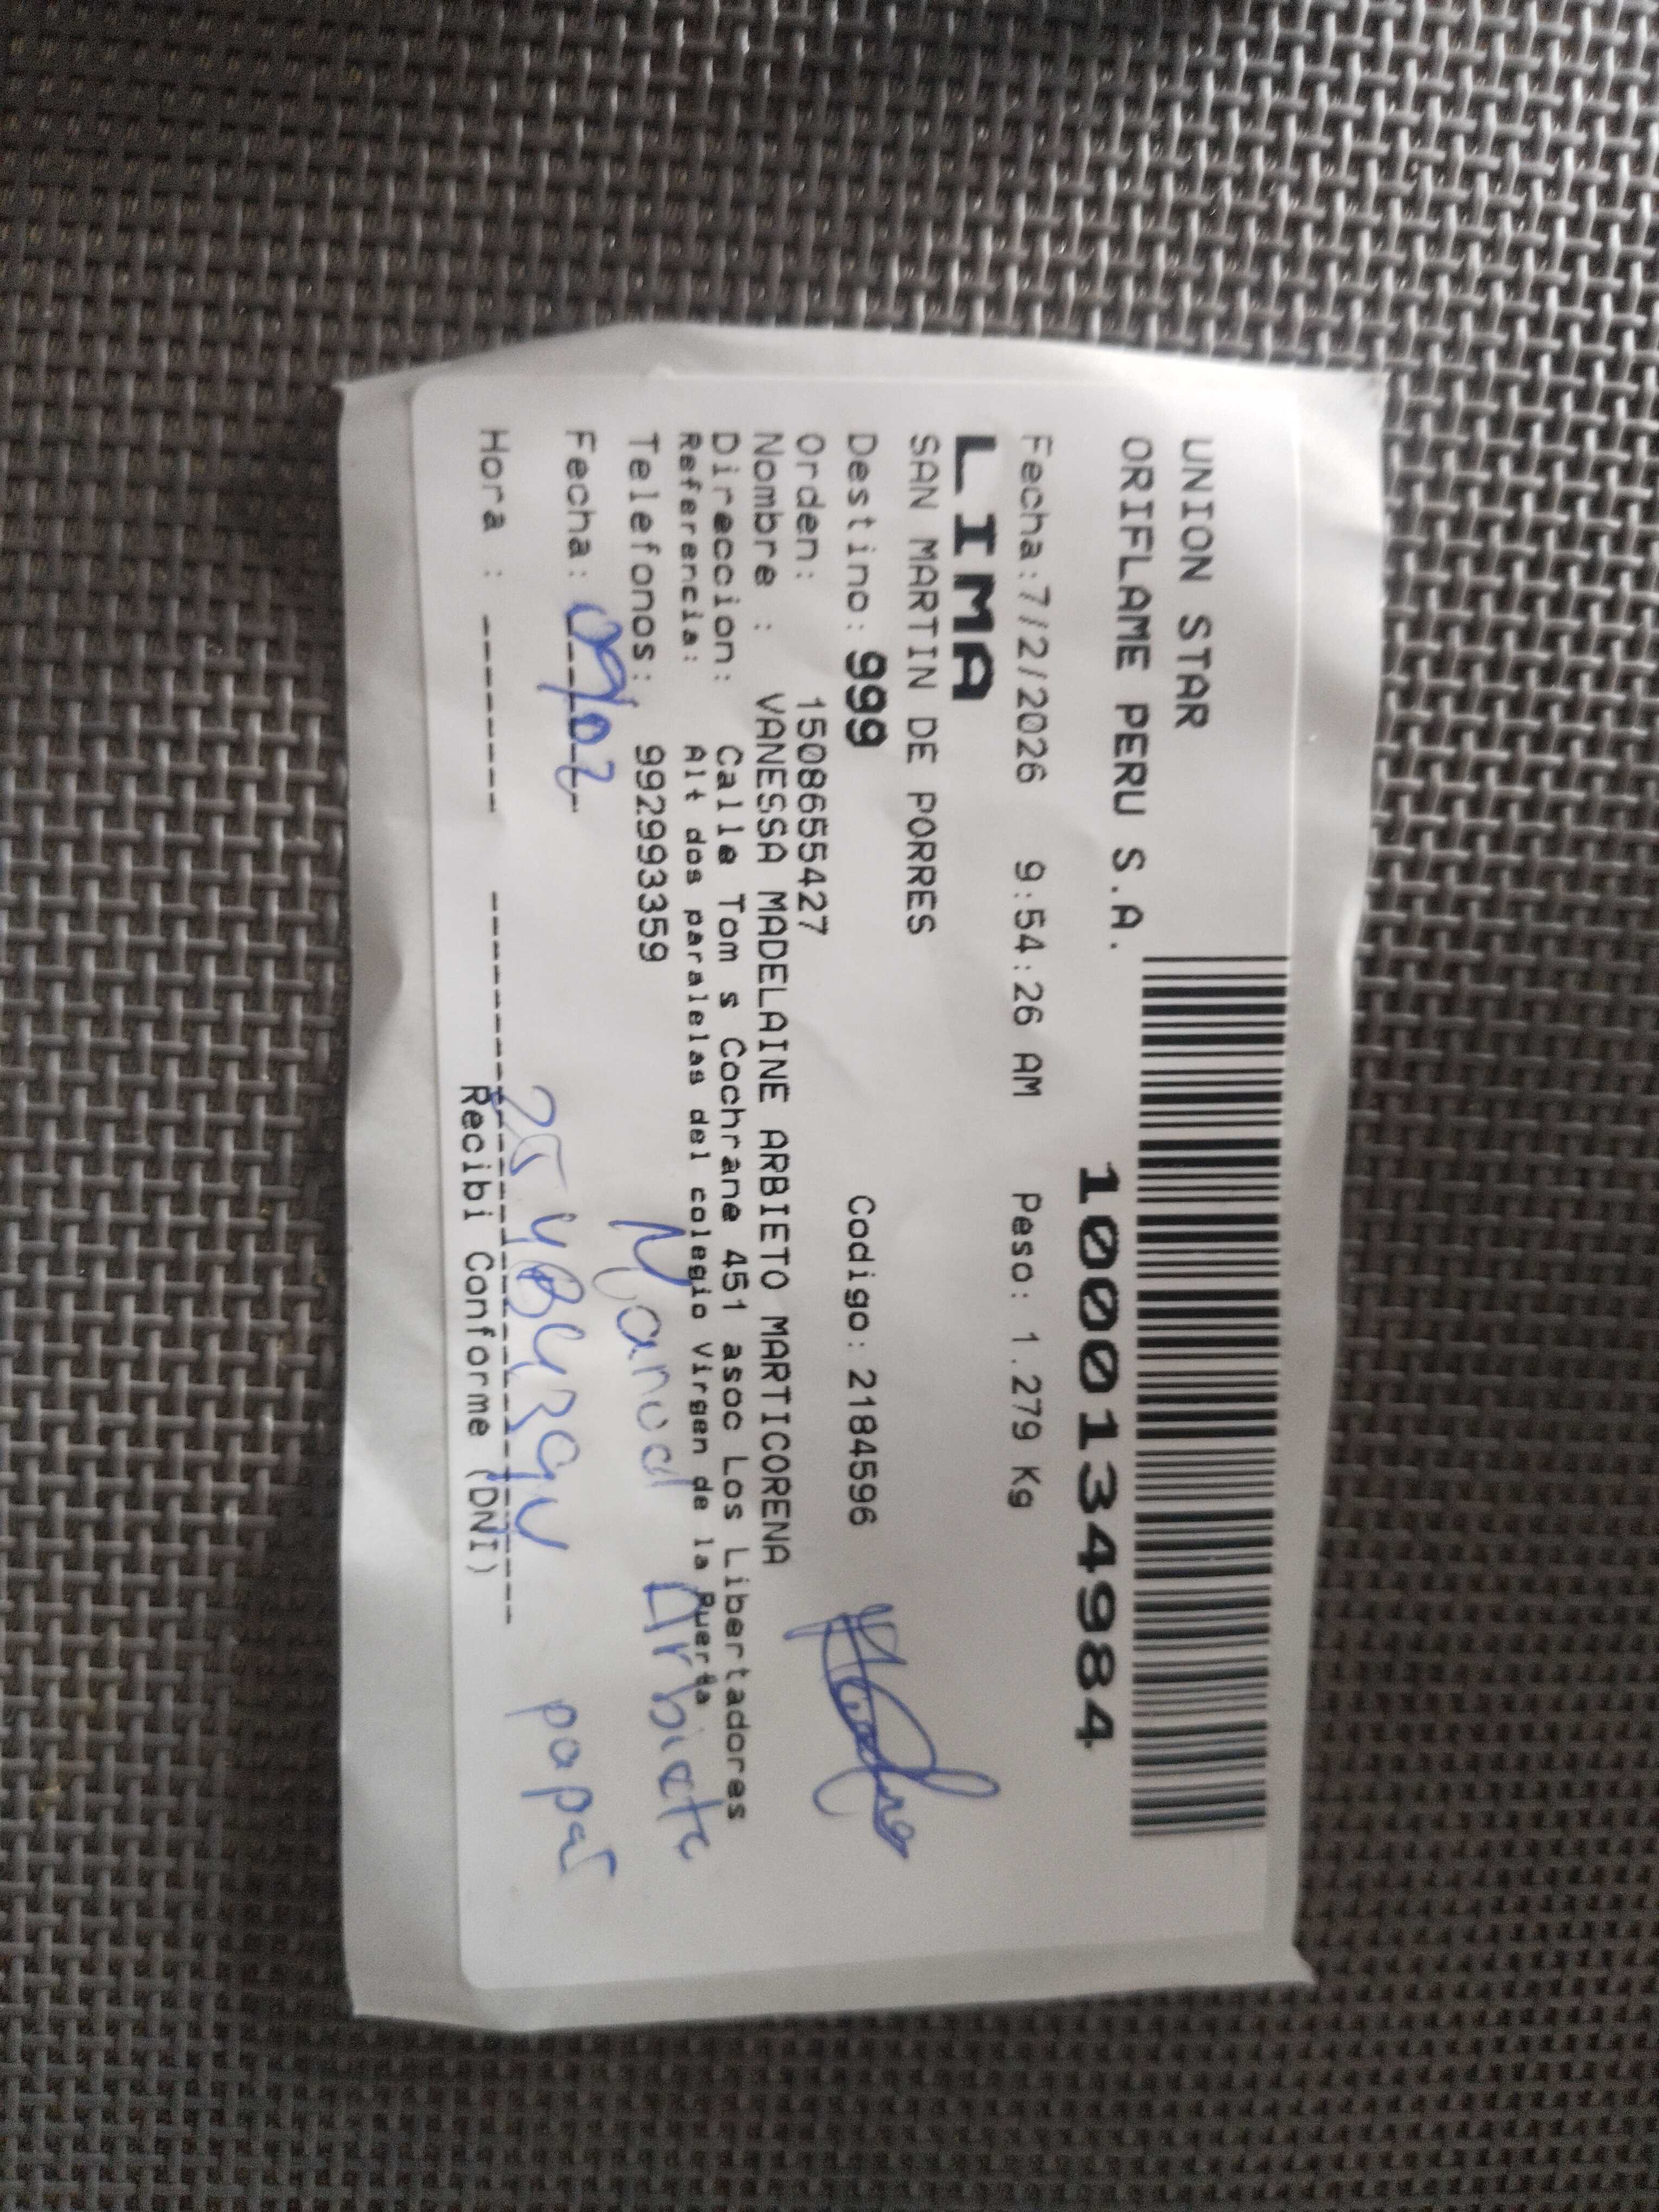 UNION STAR
ORIFLAME PERU S.A.
100013494984
Fecha:7/2/2026 9:54:26 AM Peso: 1.279 Kg
LIMA
SAN MARTIN DE PORRES
Destino: 999 Codigo: 2184596
Orden: 1508655427
Nombre : VANESSA MADELAINE ARBIETO MARTICORENA
Direccion: Calle Tom s Cochrane 451 asoc Los Libertadores
Referencia: Alt dos paralelas del colegio Virgen de la Puerta
Telefonos: 992993359
Arbieto
Fecha: 09/02
papá
Hora :
Recibi Conforme (DNI)